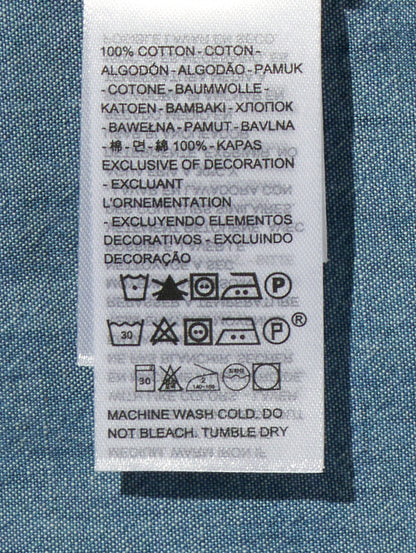 100% COTTON - COTON -
ALGODÓN - ALGODÃO - PAMUK
- COTONE - BAUMWOLLE -
KATOEN - BAMBAKI - ХЛОПОК
- BAWEŁNA - PAMUT - BAVLNA
- 棉 - 면 - 綿 100% - KAPAS
EXCLUSIVE OF DECORATION
- EXCLUANT
L'ORNEMENTATION
- EXCLUYENDO ELEMENTOS
DECORATIVOS - EXCLUINDO
DECORAÇÃO
P
30 P ®
30 2
MACHINE WASH COLD. DO
NOT BLEACH. TUMBLE DRY